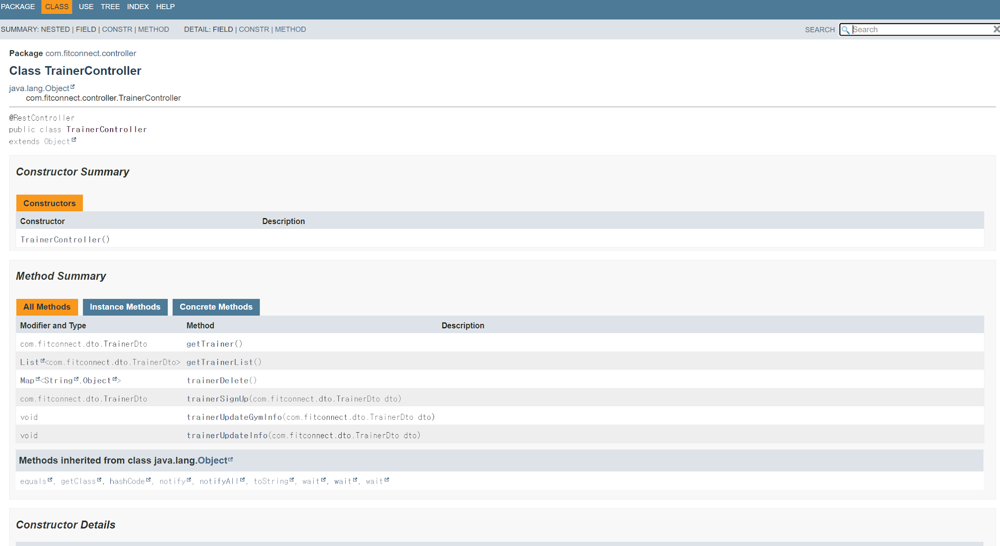 PACKAGE CLASS USE TREE INDEX HELP
SUMMARY: NESTED | FIELD | CONSTR | METHOD DETAIL: FIELD | CONSTR | METHOD SEARCH Search
Package com.fitconnect.controller
Class TrainerController
java.lang.Object
com.fitconnect.controller.TrainerController
@RestController
public class TrainerController
extends Object
Constructor Summary
Constructors
Constructor Description
TrainerController()
Method Summary
All Methods Instance Methods Concrete Methods
Modifier and Type Method Description
com.fitconnect.dto.TrainerDto getTrainer()
List<com.fitconnect.dto.TrainerDto> getTrainerList()
Map<String,Object> trainerDelete()
com.fitconnect.dto.TrainerDto trainerSignUp(com.fitconnect.dto.TrainerDto dto)
void trainerUpdateGymInfo(com.fitconnect.dto.TrainerDto dto)
void trainerUpdateInfo(com.fitconnect.dto.TrainerDto dto)
Methods inherited from class java.lang.Object
equals, getClass, hashCode, notify, notifyAll, toString, wait, wait, wait
Constructor Details